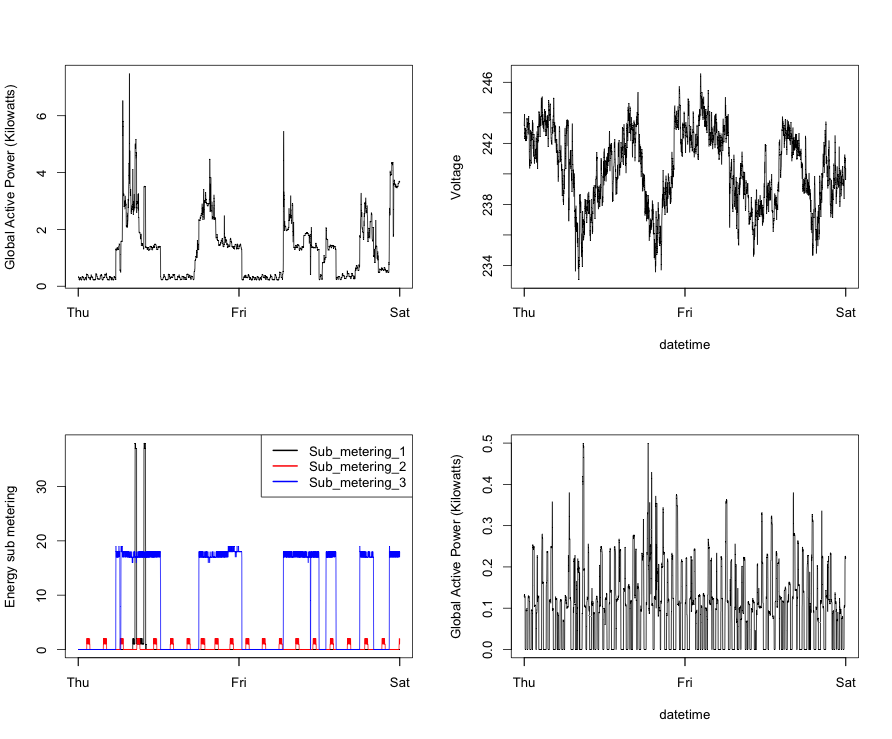 Global Active Power (Kilowatts)
0
2
4
6
Thu
Fri
Sat
Voltage
234
238
242
246
Thu
Fri
Sat
datetime
Energy sub metering
0
10
20
30
Sub_metering_1
Sub_metering_2
Sub_metering_3
Thu
Fri
Sat
Global Active Power (Kilowatts)
0.0
0.1
0.2
0.3
0.4
0.5
Thu
Fri
Sat
datetime